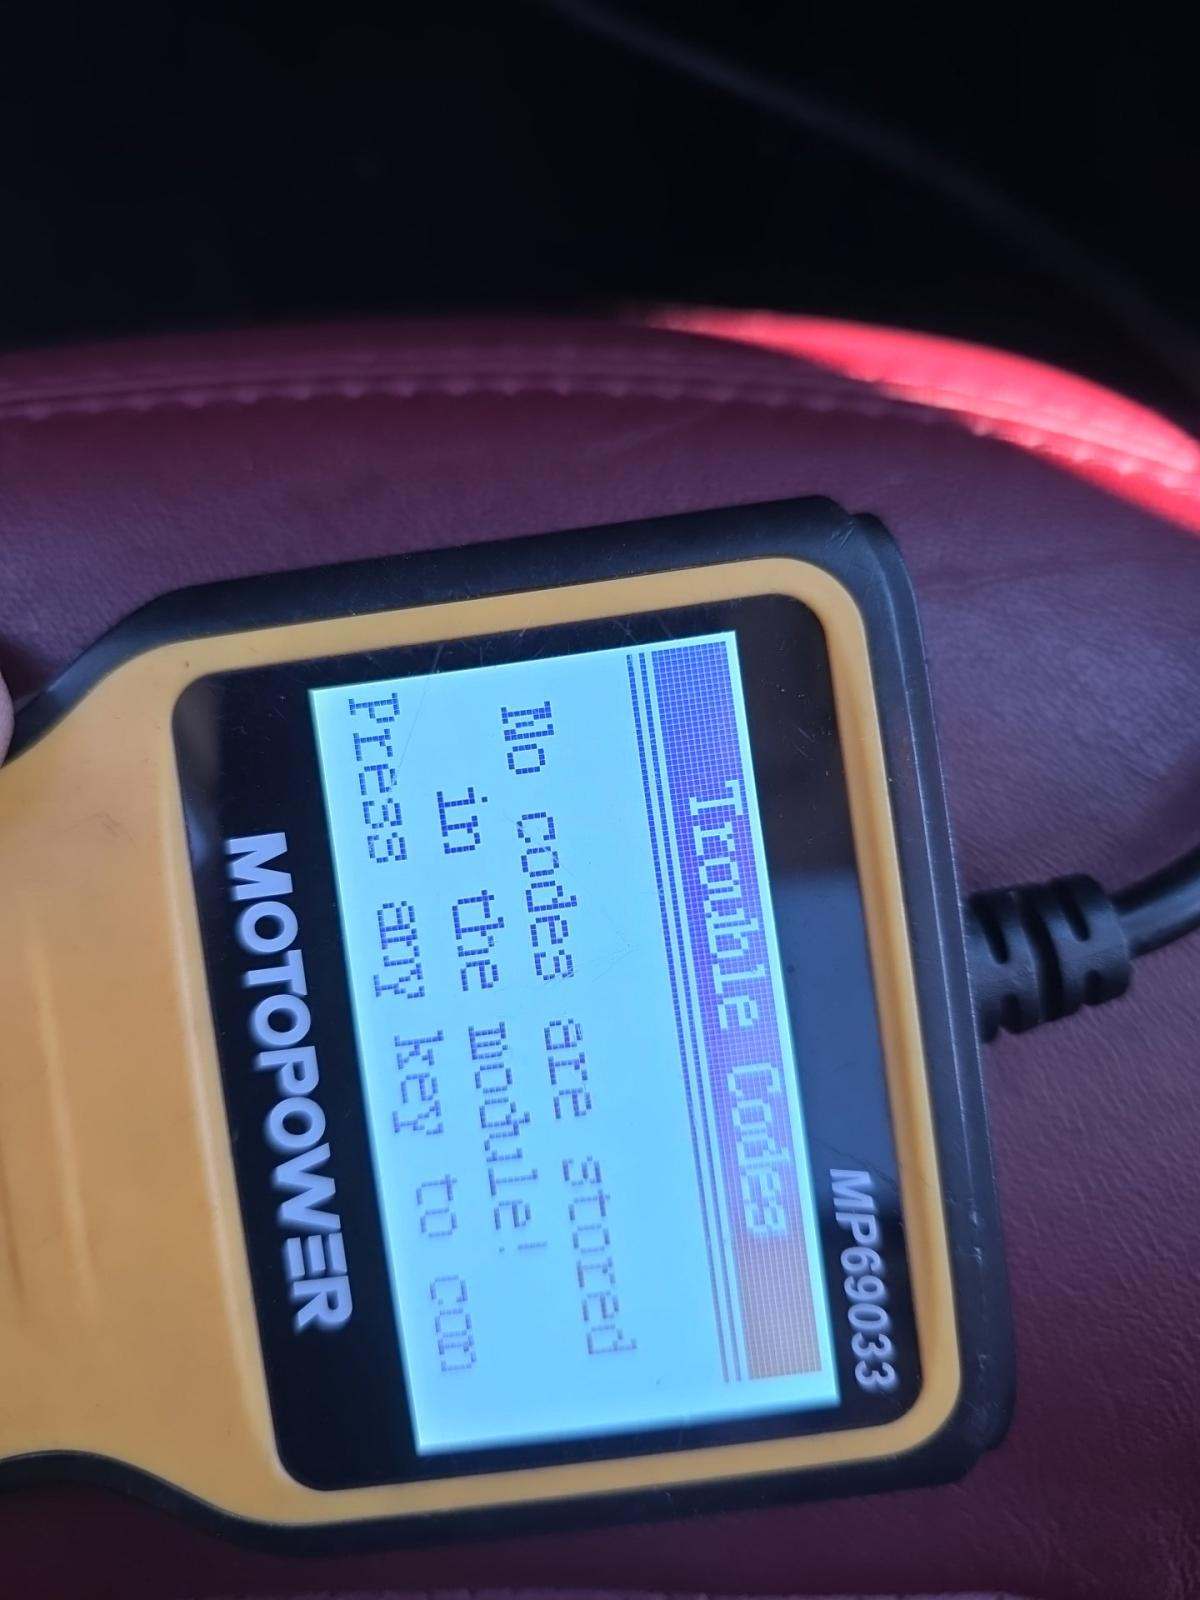 MP69033
Trouble Codes
No codes are stored
in the module!
Press any key to con
MOTOPOWER